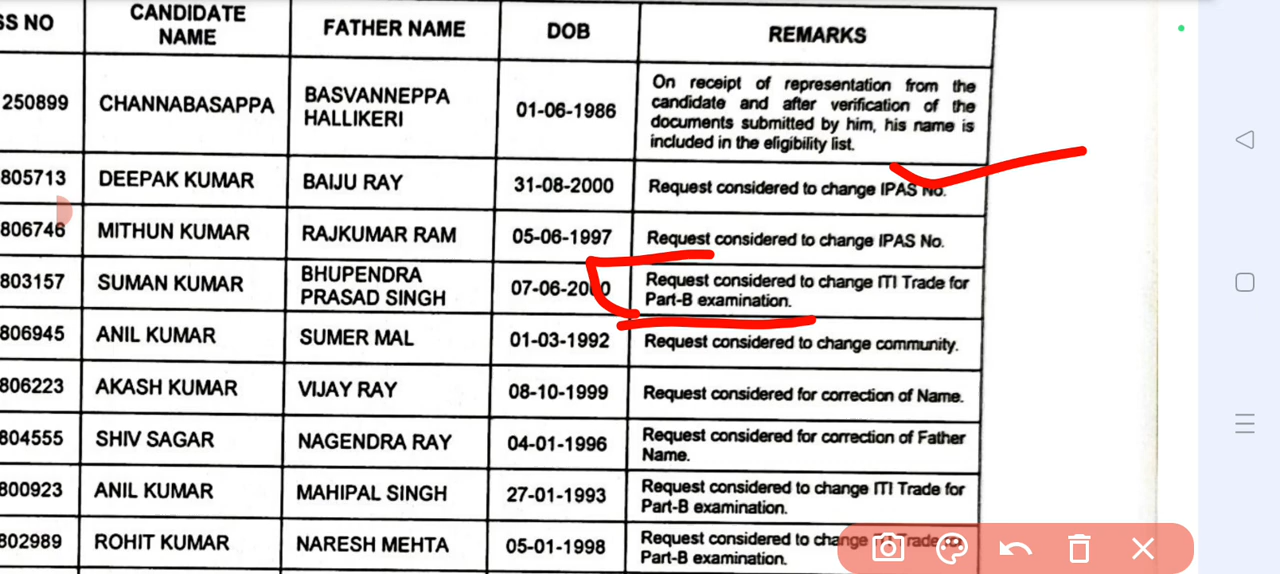 SS NO CANDIDATE NAME FATHER NAME DOB REMARKS
250899 CHANNABASAPPA BASVANNEPPA HALLIKERI 01-06-1986 On receipt of representation from the
candidate and after verification of the
documents submitted by him, his name is
included in the eligibility list.
805713 DEEPAK KUMAR BAIJU RAY 31-08-2000 Request considered to change IPAS No.
806746 MITHUN KUMAR RAJKUMAR RAM 05-06-1997 Request considered to change IPAS No.
803157 SUMAN KUMAR BHUPENDRA PRASAD SINGH 07-06-2000 Request considered to change ITI Trade for
Part-B examination.
806945 ANIL KUMAR SUMER MAL 01-03-1992 Request considered to change community.
806223 AKASH KUMAR VIJAY RAY 08-10-1999 Request considered for correction of Name.
804555 SHIV SAGAR NAGENDRA RAY 04-01-1996 Request considered for correction of Father
Name.
800923 ANIL KUMAR MAHIPAL SINGH 27-01-1993 Request considered to change ITI Trade for
Part-B examination.
802989 ROHIT KUMAR NARESH MEHTA 05-01-1998 Request considered to change Trade
Part-B examination.